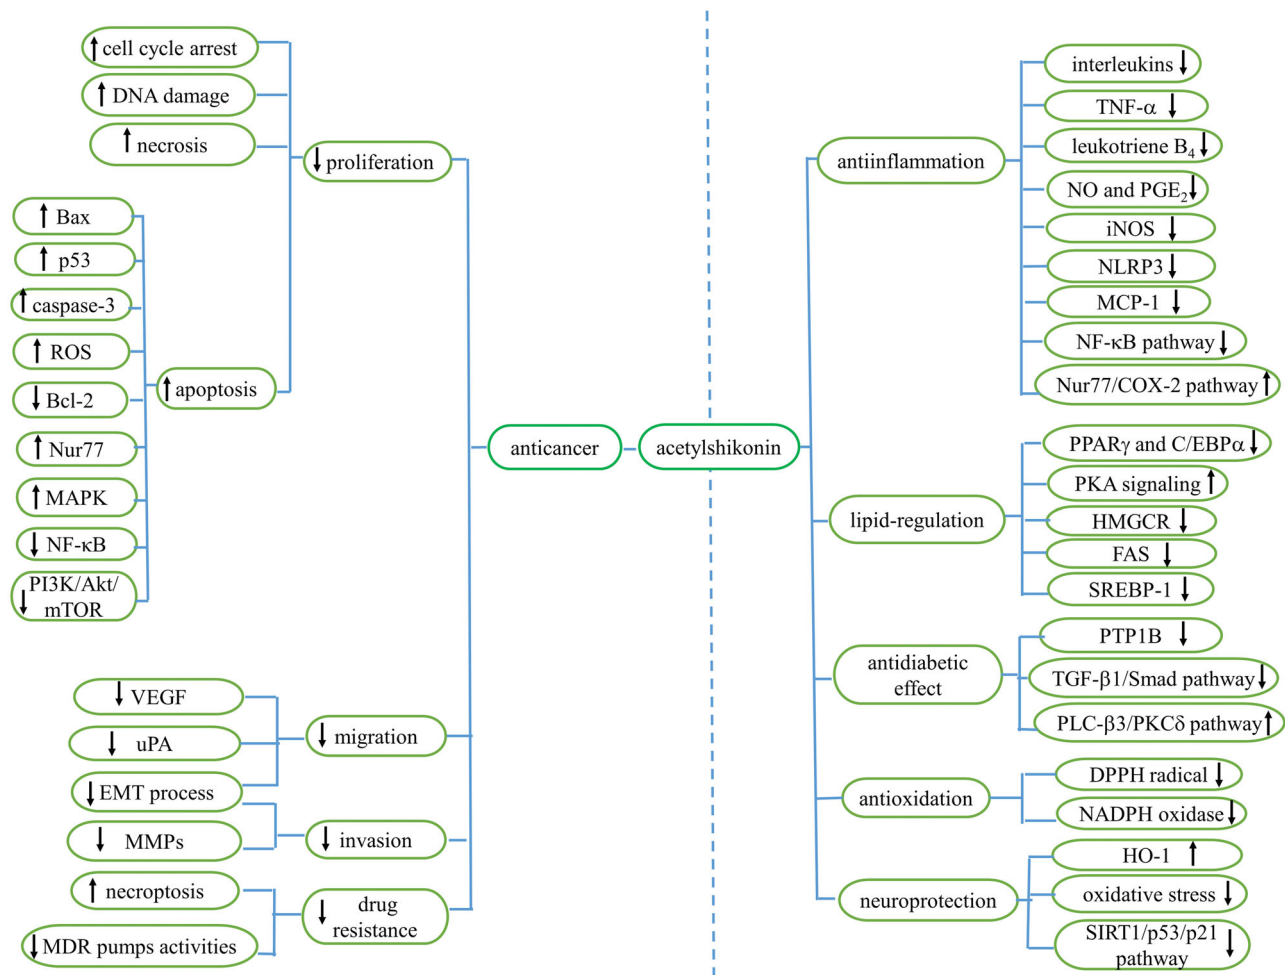 ↑ cell cycle arrest
↑ DNA damage
↑ necrosis
↓ proliferation
↑ Bax
↑ p53
↑ caspase-3
↑ ROS
↓ Bcl-2
↑ Nur77
↑ MAPK
↓ NF-κB
↓ PI3K/Akt/
mTOR
↑ apoptosis
anticancer
acetylshikonin
↓ VEGF
↓ uPA
↓ EMT process
↓ MMPs
↑ necroptosis
↓ MDR pumps activities
↓ migration
↓ invasion
↓ drug
resistance
antiinflammation
interleukins ↓
TNF-α ↓
leukotriene B₄ ↓
NO and PGE₂ ↓
iNOS ↓
NLRP3 ↓
MCP-1 ↓
NF-κB pathway ↓
Nur77/COX-2 pathway ↑
lipid-regulation
PPARγ and C/EBPα ↓
PKA signaling ↑
HMGCR ↓
FAS ↓
SREBP-1 ↓
antidiabetic
effect
PTP1B ↓
TGF-β1/Smad pathway ↓
PLC-β3/PKCδ pathway ↑
antioxidation
DPPH radical ↓
NADPH oxidase ↓
neuroprotection
HO-1 ↑
oxidative stress ↓
SIRT1/p53/p21
pathway ↓